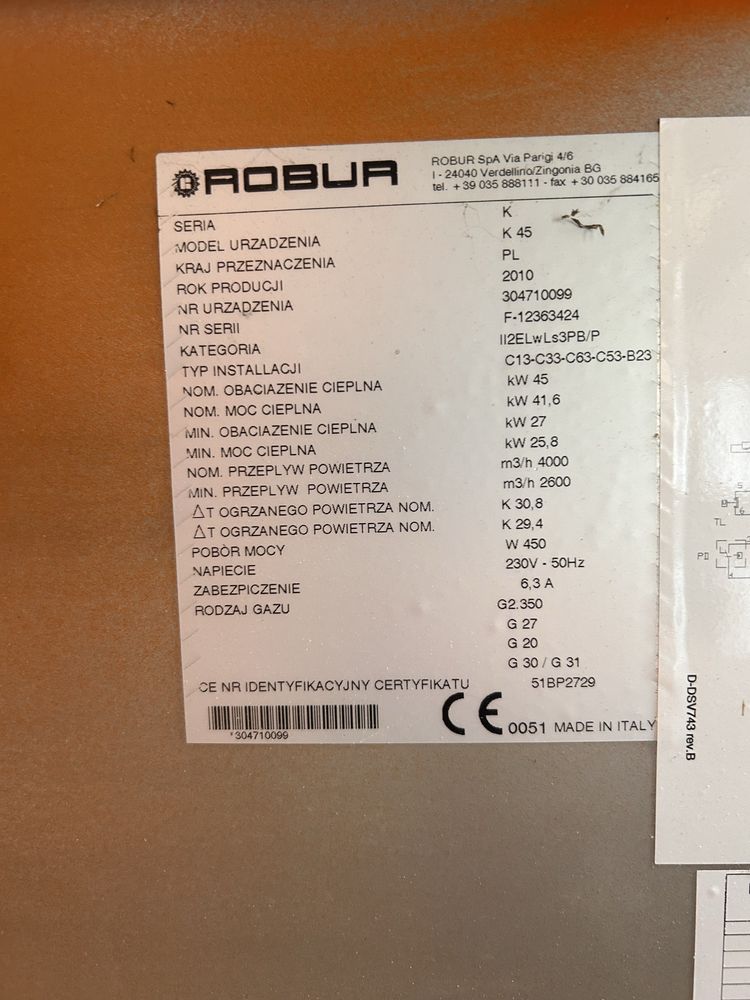 ROBUR
ROBUR SpA Via Parigi 4/6
I - 24040 Verdellino/Zingonia BG
tel. + 39 035 888111 - fax + 30 035 884165
SERIA K
MODEL URZADZENIA K 45
KRAJ PRZEZNACZENIA PL
ROK PRODUCJI 2010
NR URZADZENIA 304710099
NR SERII F-12363424
KATEGORIA II2ELwLs3PB/P
TYP INSTALLACJI C13-C33-C63-C53-B23
NOM. OBACIAZENIE CIEPLNA kW 45
NOM. MOC CIEPLNA kW 41,6
MIN. OBACIAZENIE CIEPLNA kW 27
MIN. MOC CIEPLNA kW 25,8
NOM. PRZEPLYW POWIETRZA m3/h 4000
MIN. PRZEPLYW POWIETRZA m3/h 2600
△T OGRZANEGO POWIETRZA NOM. K 30,8
△T OGRZANEGO POWIETRZA NOM. K 29,4
POBÒR MOCY W 450
NAPIECIE 230V - 50Hz
ZABEZPICZENIE 6,3 A
RODZAJ GAZU G2.350
G 27
G 20
G 30 / G 31
CE NR IDENTYFIKACYJNY CERTYFIKATU 51BP2729
*304710099
CE 0051 MADE IN ITALY
S
6
TL
PD
4
D-DSV743 rev.B